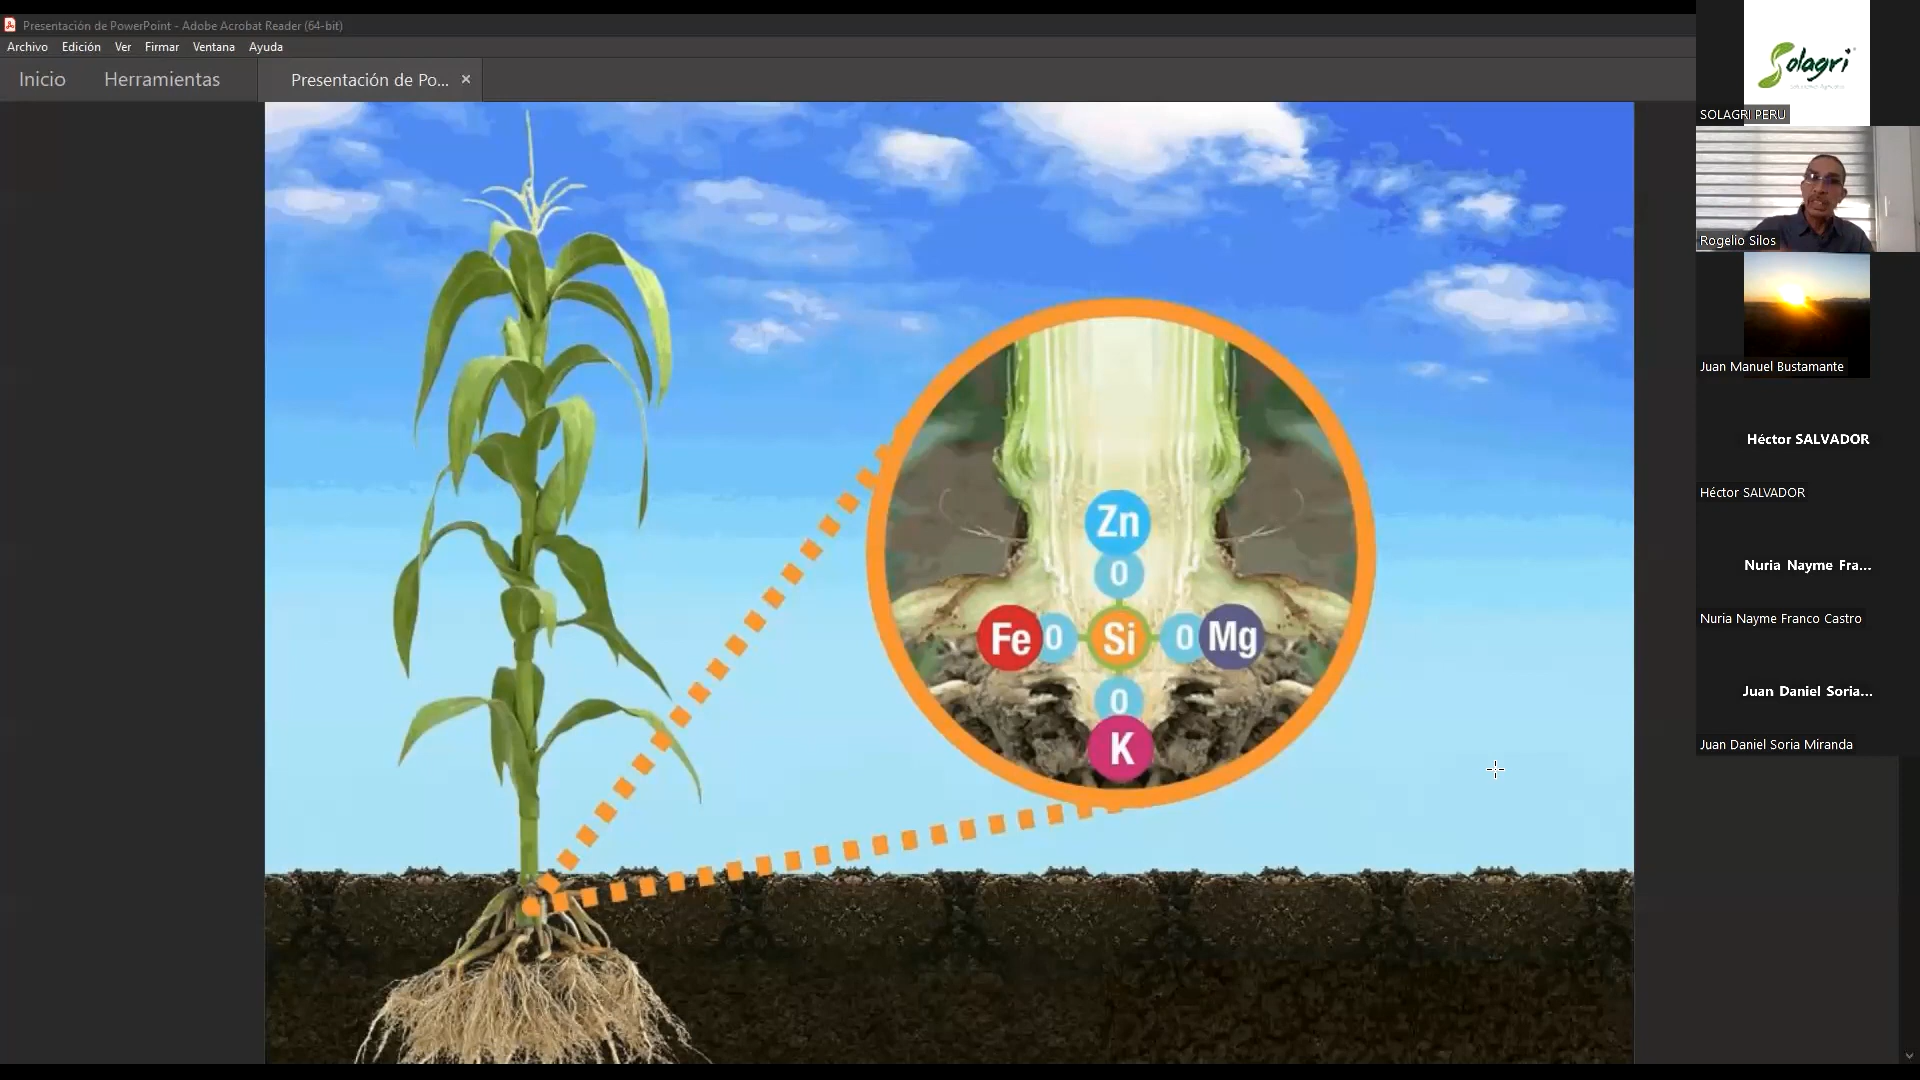 Presentación de PowerPoint - Adobe Acrobat Reader (64-bit)
Archivo Edición Ver Firmar Ventana Ayuda
Inicio Herramientas Presentación de Po... ×
Zn
O
Fe O Si O Mg
O
K
Solagri
SOLAGRI PERU
Rogelio Silos
Juan Manuel Bustamante
Héctor SALVADOR
Héctor SALVADOR
Nuria Nayme Fra...
Nuria Nayme Franco Castro
Juan Daniel Soria...
Juan Daniel Soria Miranda